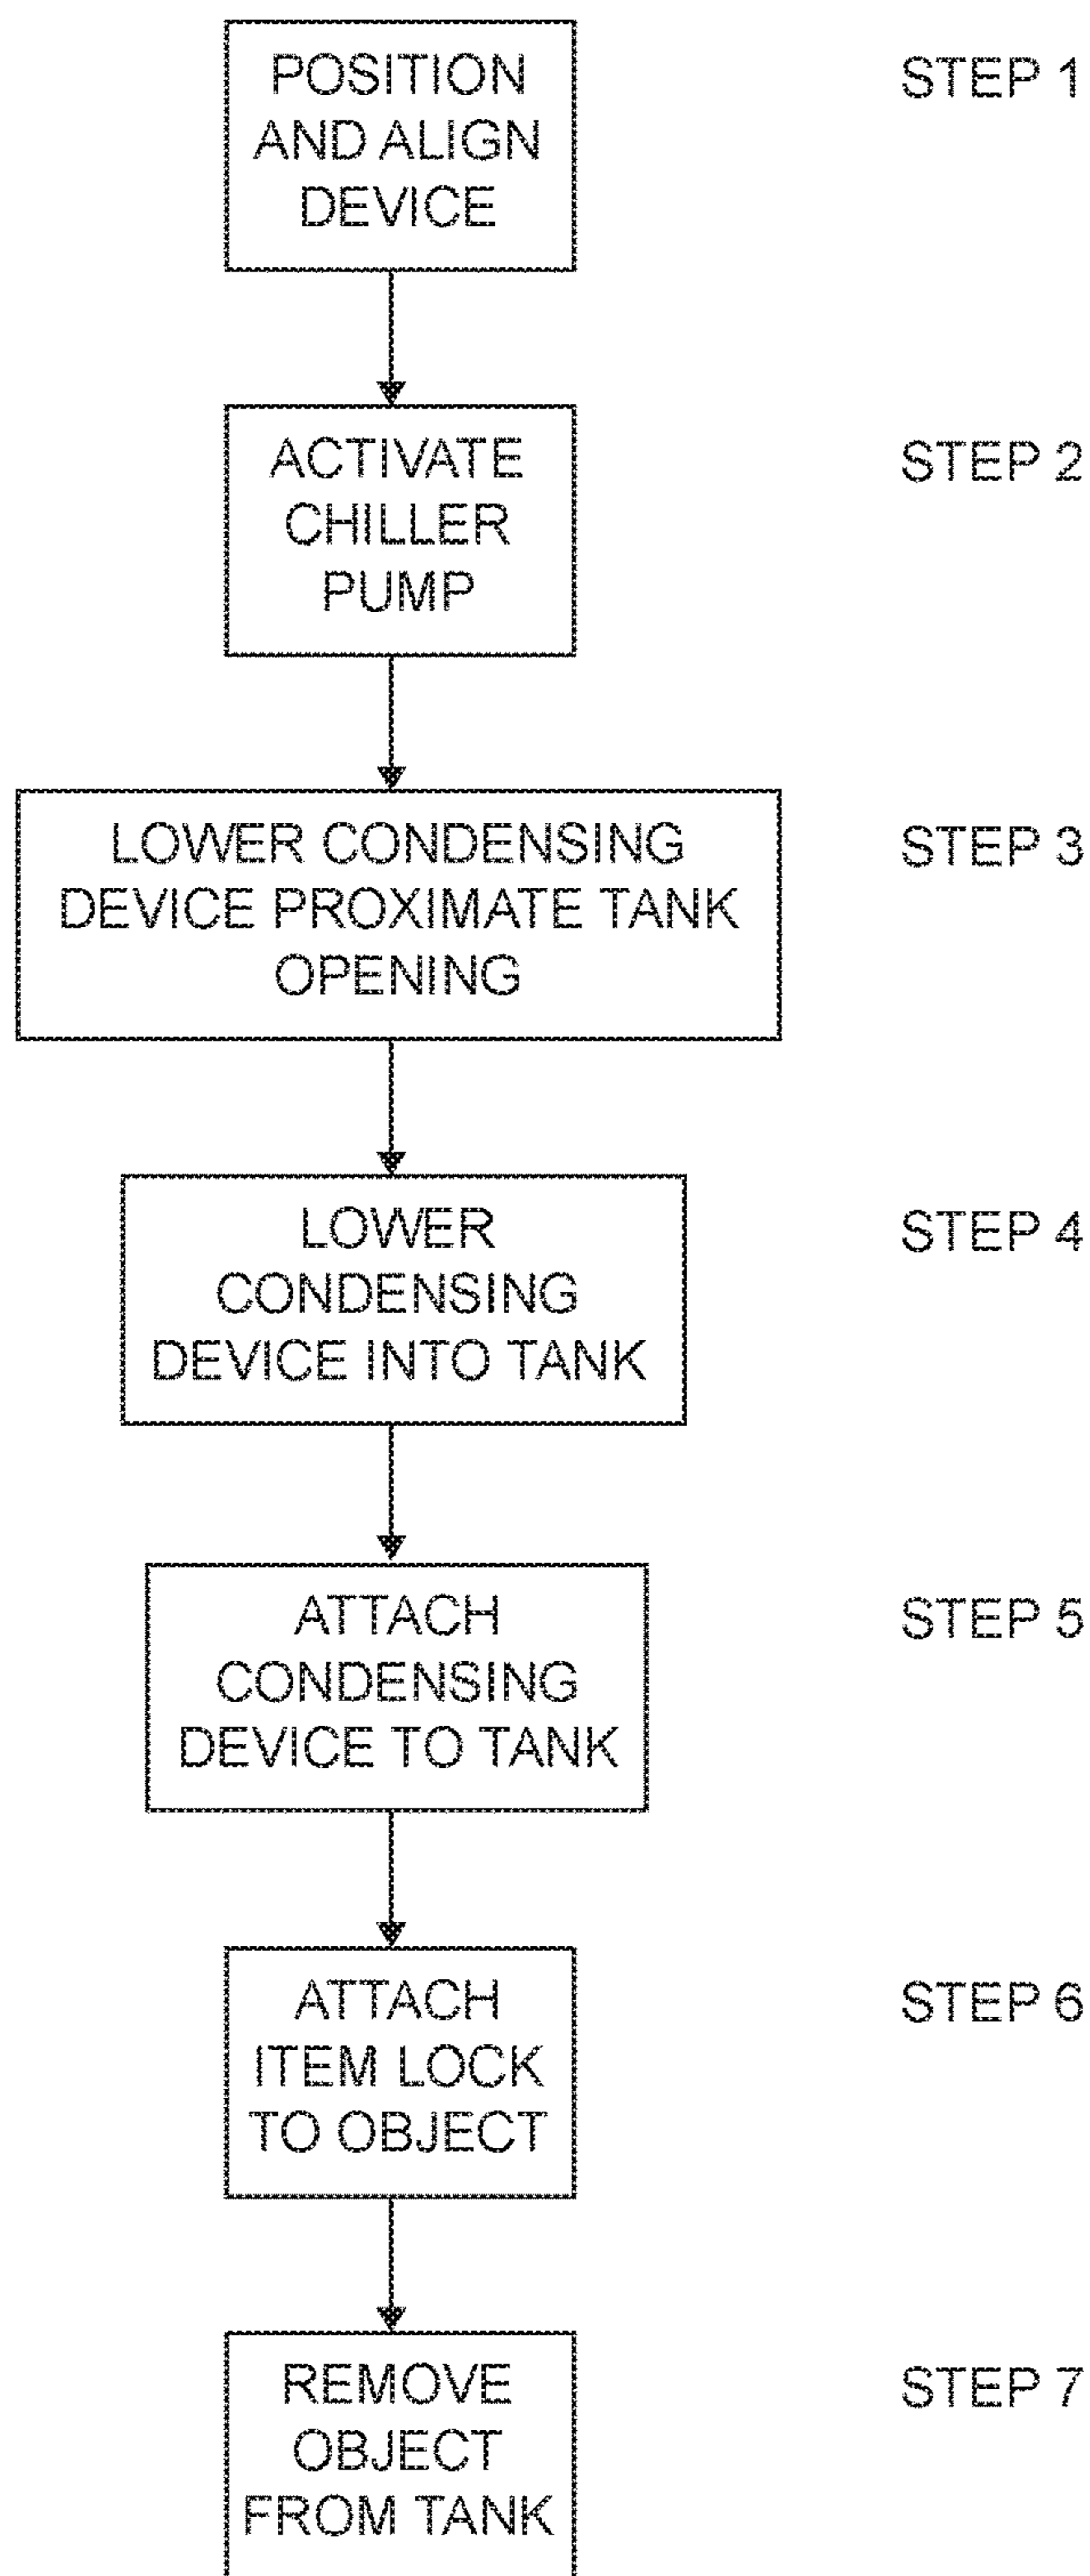 POSITION
AND ALIGN
DEVICE
STEP 1
ACTIVATE
CHILLER
PUMP
STEP 2
LOWER CONDENSING
DEVICE PROXIMATE TANK
OPENING
STEP 3
LOWER
CONDENSING
DEVICE INTO TANK
STEP 4
ATTACH
CONDENSING
DEVICE TO TANK
STEP 5
ATTACH
ITEM LOCK
TO OBJECT
STEP 6
REMOVE
OBJECT
FROM TANK
STEP 7